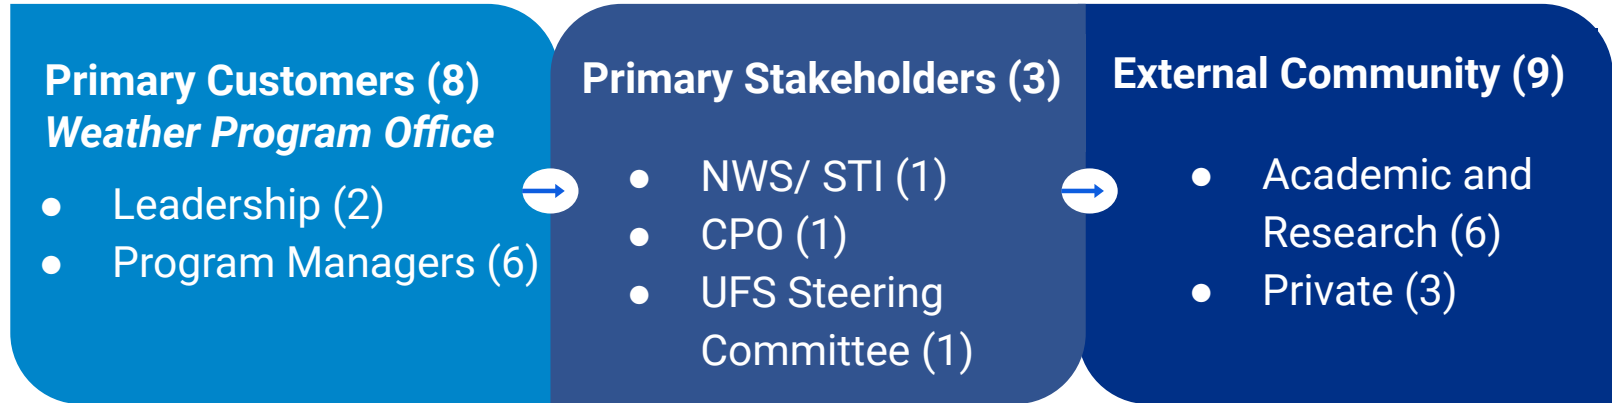 Primary Customers (8)
Weather Program Office
● Leadership (2)
● Program Managers (6)
Primary Stakeholders (3)
● NWS/ STI (1)
● CPO (1)
● UFS Steering
Committee (1)
External Community (9)
● Academic and
Research (6)
● Private (3)